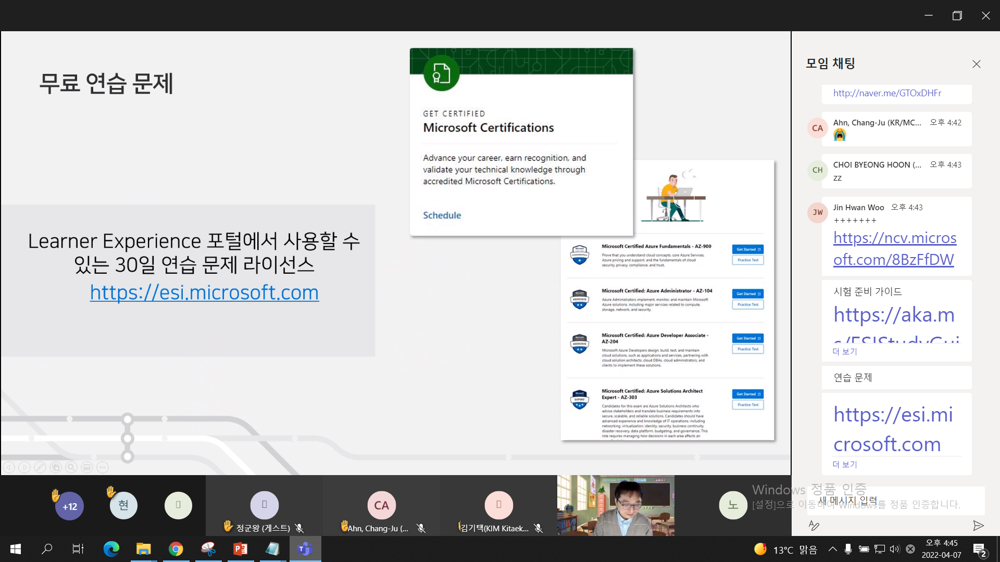 무료 연습 문제
Learner Experience 포털에서 사용할 수
있는 30일 연습 문제 라이선스
https://esi.microsoft.com
GET CERTIFIED
Microsoft Certifications
Advance your career, earn recognition, and
validate your technical knowledge through
accredited Microsoft Certifications.
Schedule
Microsoft Certified Azure Fundamentals - AZ-900
Prove that you understand cloud concepts, core Azure Services,
Azure pricing and support, and the fundamentals of cloud
security, privacy, compliance, and trust.
Get Started
Practice Test
FUNDAMENTALS
Microsoft Certified: Azure Administrator - AZ-104
Azure Administrators implement, monitor, and maintain Microsoft
Azure solutions, including major services related to compute,
storage, network, and security.
Get Started
Practice Test
ASSOCIATE
Microsoft Certified: Azure Developer Associate -
AZ-204
Microsoft Azure Developers design, build, test, and maintain
cloud solutions, such as applications and services, partnering with
cloud solution architects, cloud DBAs, cloud administrators, and
clients to implement these solutions.
Get Started
Practice Test
ASSOCIATE
Microsoft Certified: Azure Solutions Architect
Expert - AZ-303
Candidates for this exam are Azure Solutions Architects who
advise stakeholders and translate business requirements into
secure, scalable, and reliable solutions. Candidates should have
advanced experience and knowledge of IT operations, including
networking, virtualization, identity, security, business continuity,
disaster recovery, data platform, budgeting, and governance. This
role requires managing how decisions in each area affects an
Get Started
Practice Test
EXPERT
모임 채팅
http://naver.me/GTOxDHFr
CA
Ahn, Chang-Ju (KR/MC... 오후 4:42
CH
CHOI BYEONG HOON (... 오후 4:43
zz
JW
Jin Hwan Woo 오후 4:43
+++++++
https://ncv.micros
oft.com/8BzFfDW
시험 준비 가이드
https://aka.m
s/ESIStudyGui
더 보기
연습 문제
https://esi.mi
crosoft.com
더 보기
Windows 정품 인증
[설정]으로 이동하여 Windows를 정품 인증합니다.
새 메시지 입력
+12
현
정군왕 (게스트)
CA
Ahn, Chang-Ju (...
김기택(KIM Kitaek...
노
13°C 맑음
오후 4:45
2022-04-07
2